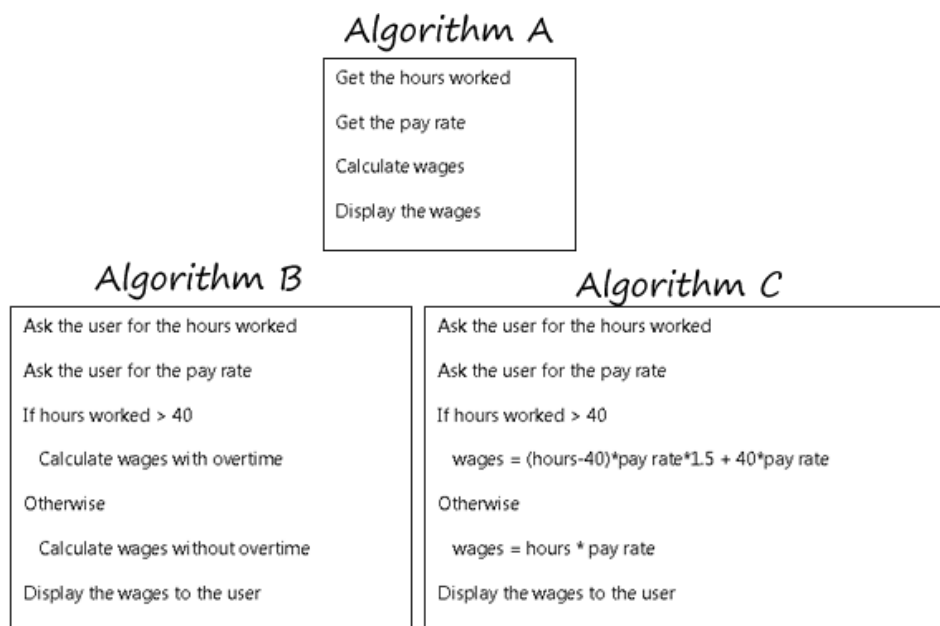 Algorithm A
Get the hours worked
Get the pay rate
Calculate wages
Display the wages
Algorithm B
Ask the user for the hours worked
Ask the user for the pay rate
If hours worked > 40
Calculate wages with overtime
Otherwise
Calculate wages without overtime
Display the wages to the user
Algorithm C
Ask the user for the hours worked
Ask the user for the pay rate
If hours worked > 40
wages = (hours-40)*pay rate*1.5 + 40*pay rate
Otherwise
wages = hours * pay rate
Display the wages to the user